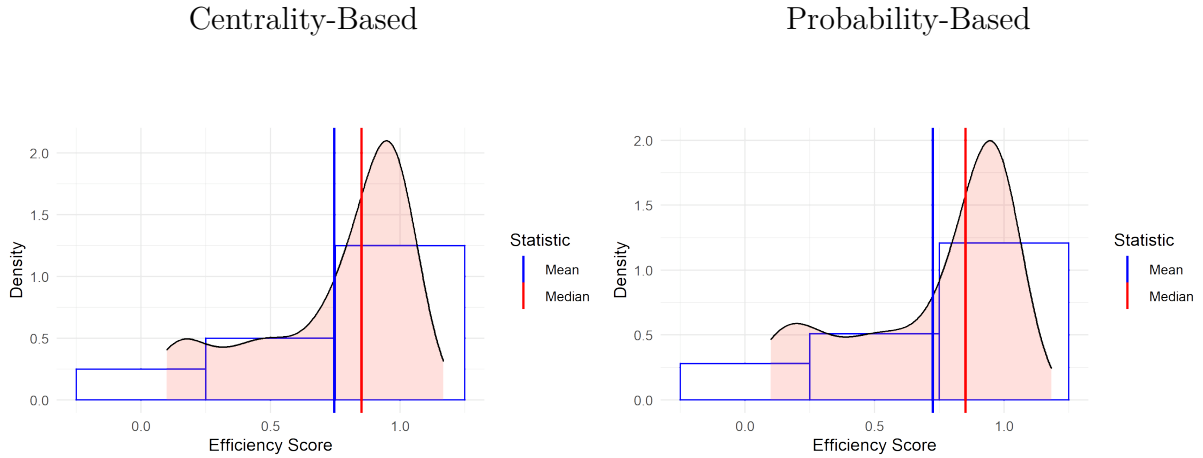 Centrality-Based
Probability-Based
2.0
1.5
1.0
0.5
0.0
Density
0.0
0.5
1.0
Efficiency Score
Statistic
Mean
Median
2.0
1.5
1.0
0.5
0.0
Density
0.0
0.5
1.0
Efficiency Score
Statistic
Mean
Median